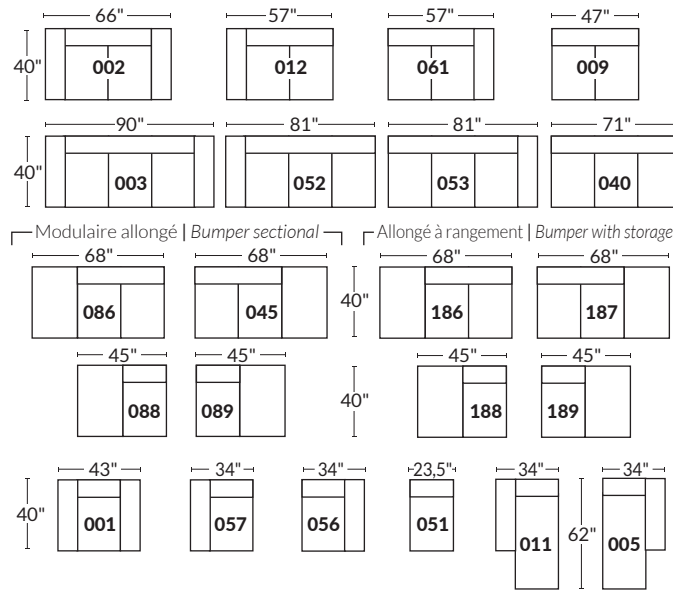 66" 57" 57" 47"
40"
002 012 061 009
90" 81" 81" 71"
40"
003 052 053 040
Modulaire allongé | Bumper sectional Allongé à rangement | Bumper with storage
68" 68" 68" 68"
40"
086 045 186 187
45" 45" 45" 45"
40"
088 089 188 189
43" 34" 34" 23,5" 34" 34"
40"
001 057 056 051 011 62" 005